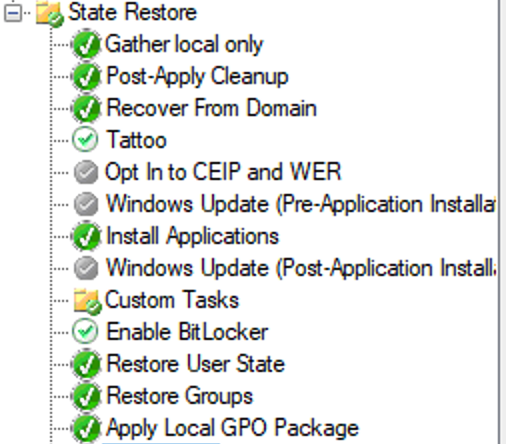 State Restore
Gather local only
Post-Apply Cleanup
Recover From Domain
Tattoo
Opt In to CEIP and WER
Windows Update (Pre-Application Installa
Install Applications
Windows Update (Post-Application Install
Custom Tasks
Enable BitLocker
Restore User State
Restore Groups
Apply Local GPO Package